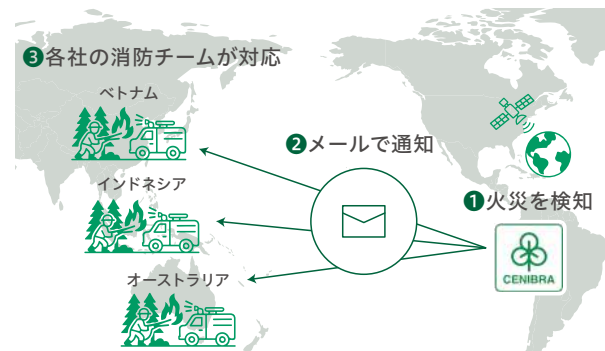 ❸各社の消防チームが対応
ベトナム
❷メールで通知
インドネシア
❶火災を検知
オーストラリア
CENIBRA